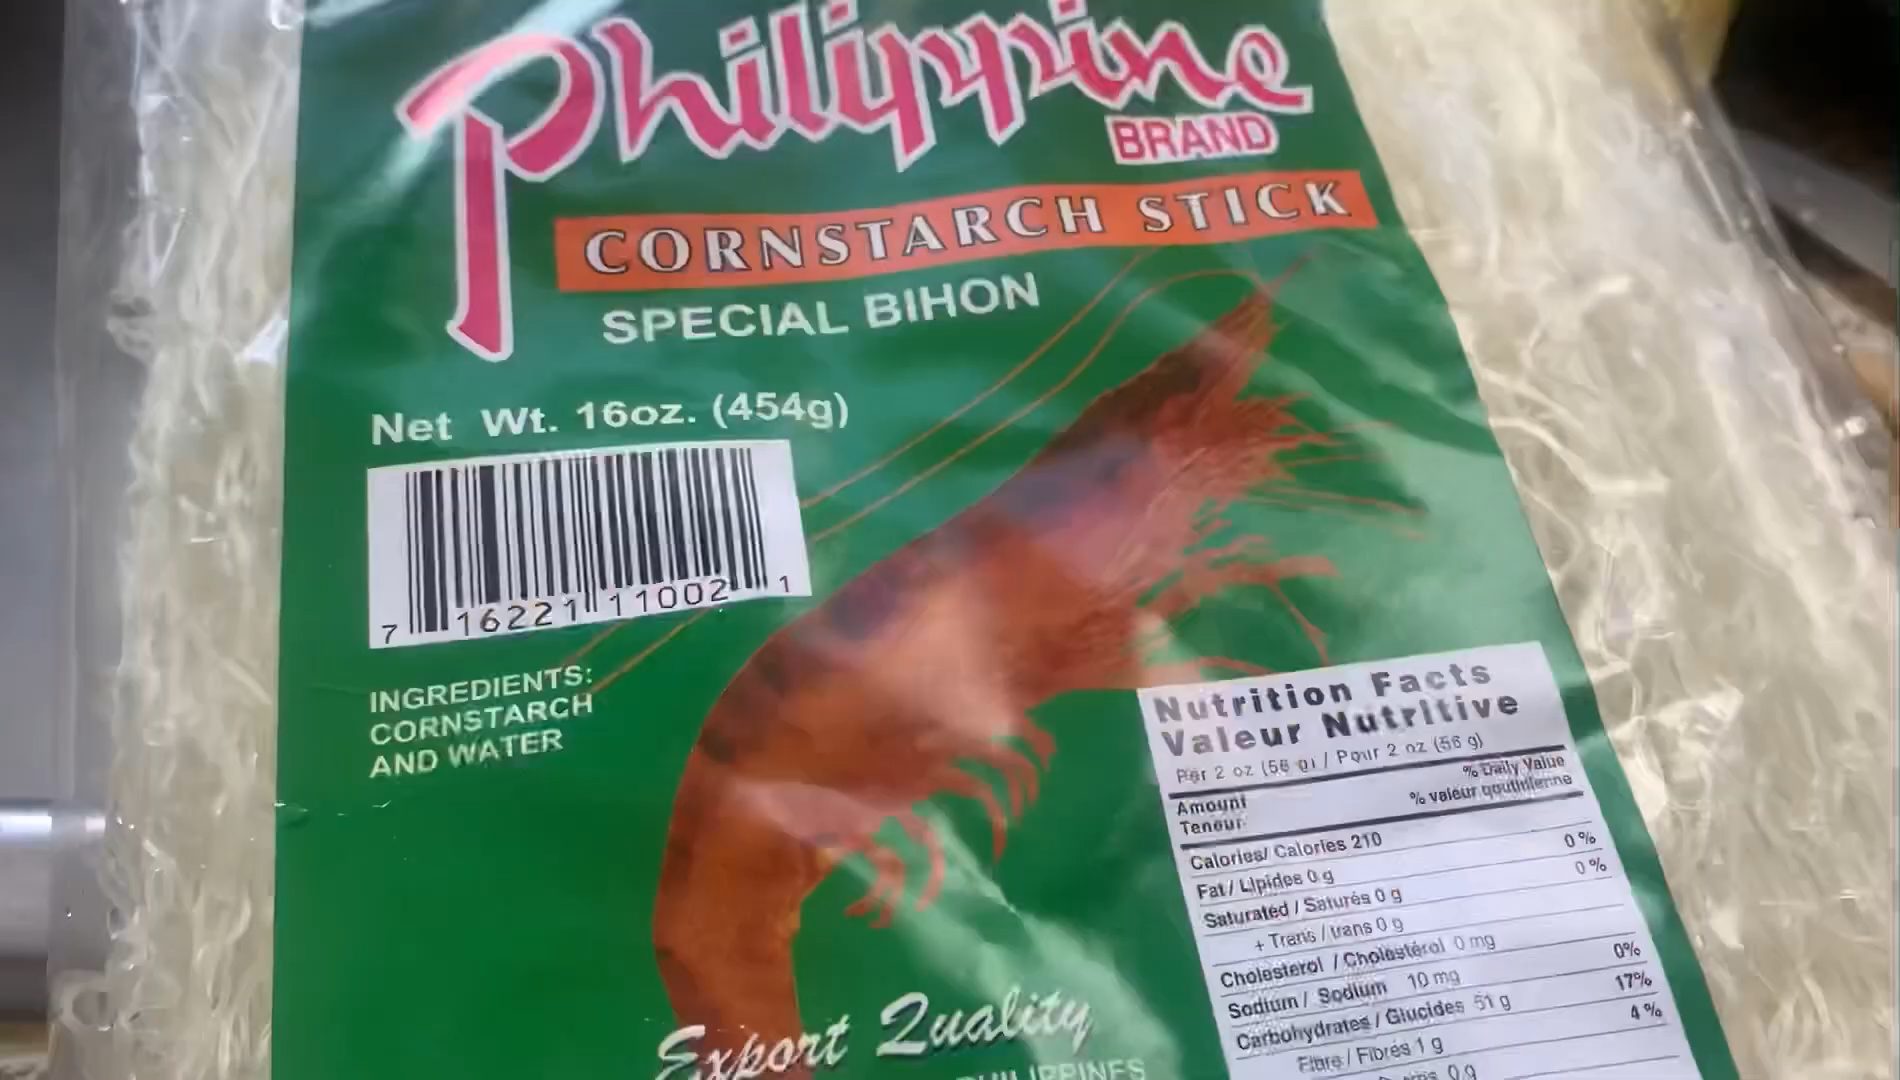 Philippine
BRAND
CORNSTARCH STICK
SPECIAL BIHON
Net Wt. 16oz. (454g)
7 16221 11002 1
INGREDIENTS:
CORNSTARCH
AND WATER
Nutrition Facts
Valeur Nutritive
Per 2 oz (56 g) / Pour 2 oz (56 g)
% Daily Value
Amount
% valeur qoutidienne
Teneur
Calories/ Calories 210
Fat / Lipides 0 g 0 %
Saturated / Saturés 0 g 0 %
+ Trans / trans 0 g
Cholesterol / Cholestérol 0 mg
Sodium / Sodium 10 mg 0%
Carbohydrates / Glucides 51 g 17%
Fibre / Fibres 1 g 4 %
0 g
Export Quality
PHILIPPINES